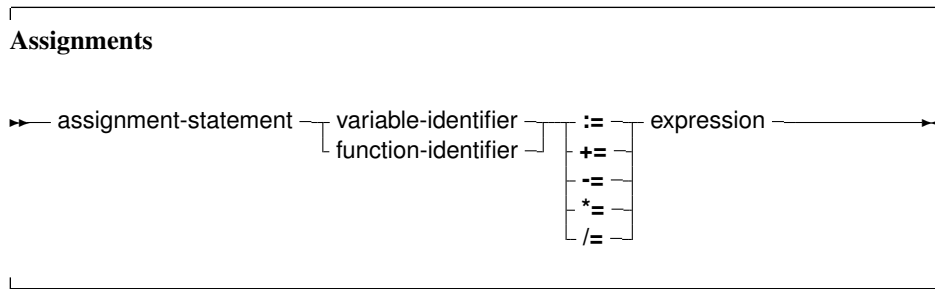 Assignments
assignment-statement variable-identifier := expression
function-identifier +=
-=
*=
/=